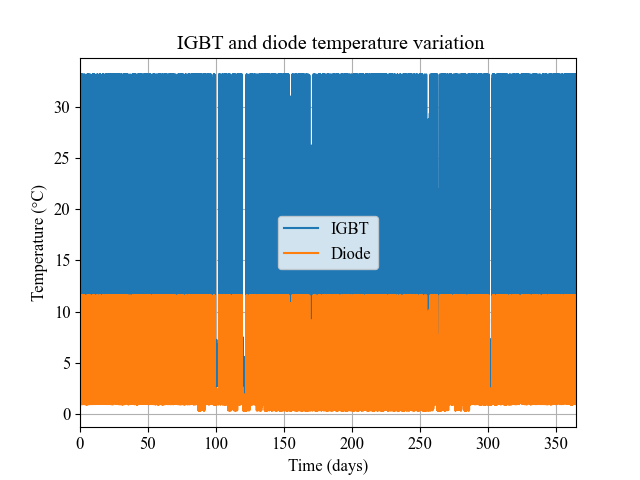 IGBT and diode temperature variation
Temperature (°C)
30
25
20
15
10
5
0
IGBT
Diode
0 50 100 150 200 250 300 350
Time (days)